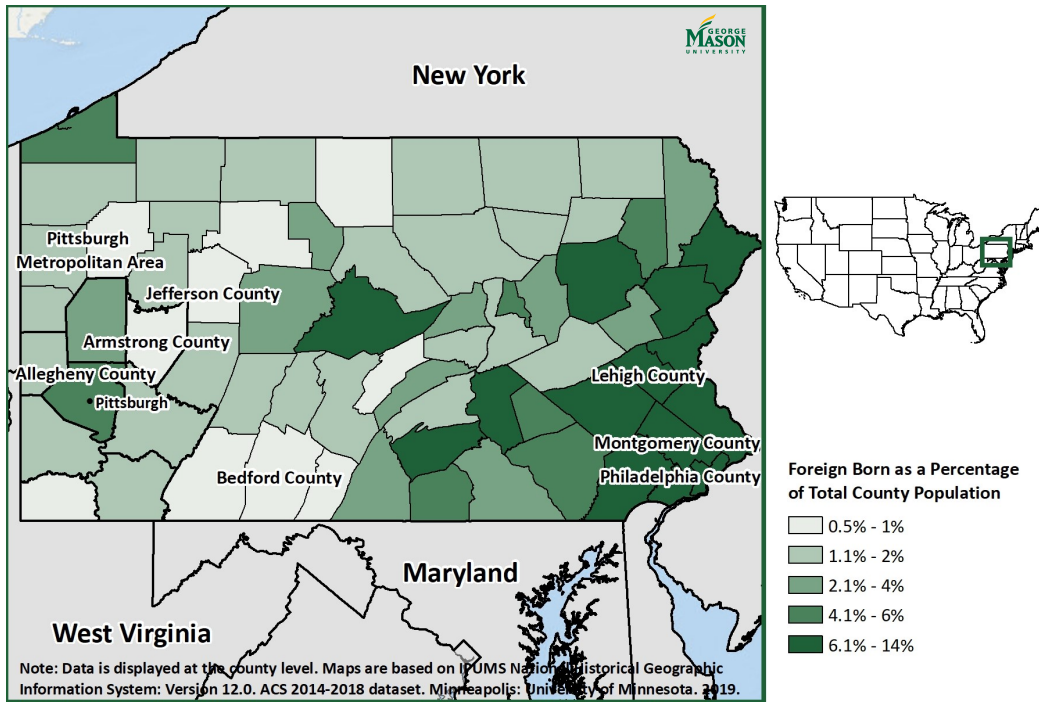 GEORGE
MASON
UNIVERSITY
New York
Pittsburgh
Metropolitan Area
Jefferson County
Armstrong County
Allegheny County
Pittsburgh
Lehigh County
Montgomery County
Bedford County
Philadelphia County
Maryland
West Virginia
Note: Data is displayed at the county level. Maps are based on IPUMS National Historical Geographic
Information System: Version 12.0. ACS 2014-2018 dataset. Minneapolis: University of Minnesota. 2019.
Foreign Born as a Percentage
of Total County Population
0.5% - 1%
1.1% - 2%
2.1% - 4%
4.1% - 6%
6.1% - 14%